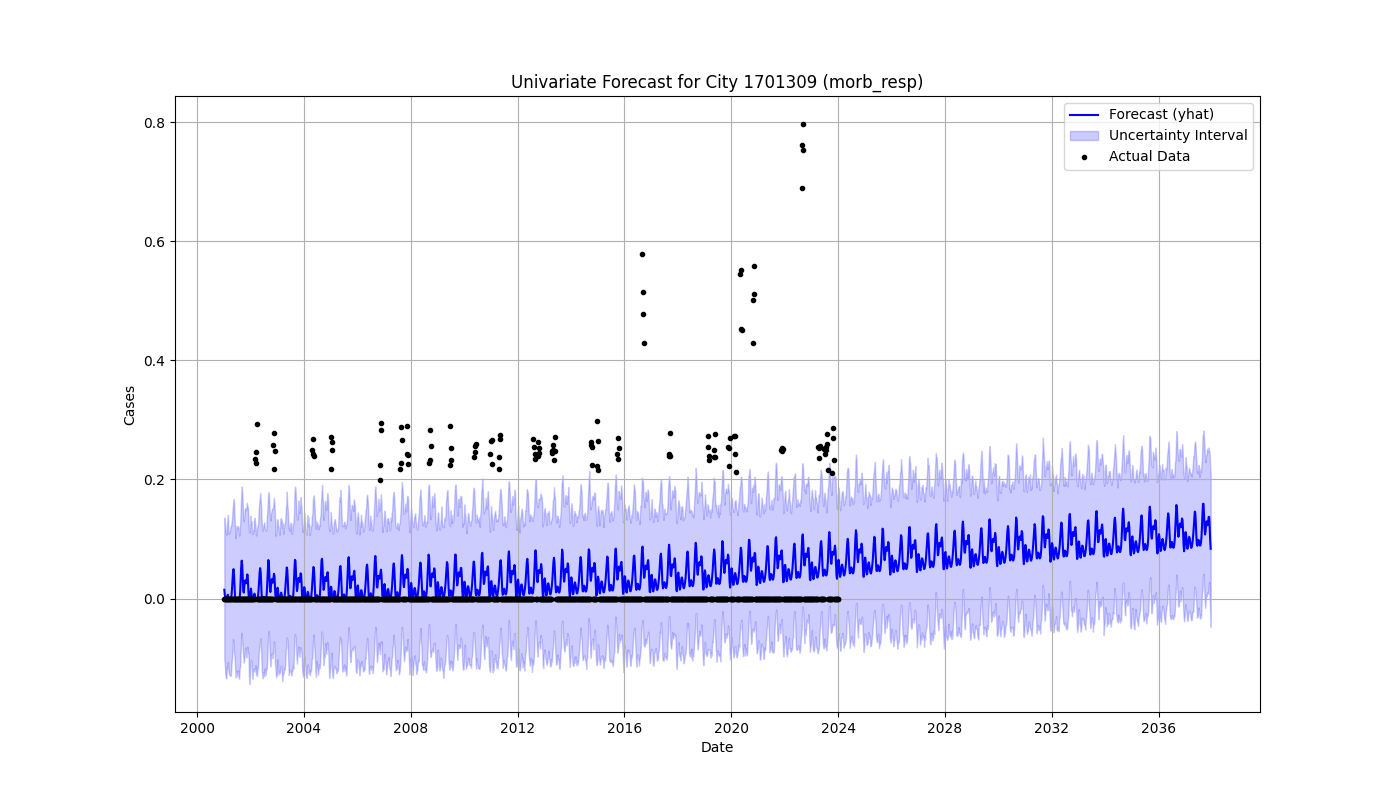 Univariate Forecast for City 1701309 (morb_resp)
Forecast (yhat)
Uncertainty Interval
Actual Data
Cases
0.8
0.6
0.4
0.2
0.0
2000 2004 2008 2012 2016 2020 2024 2028 2032 2036
Date